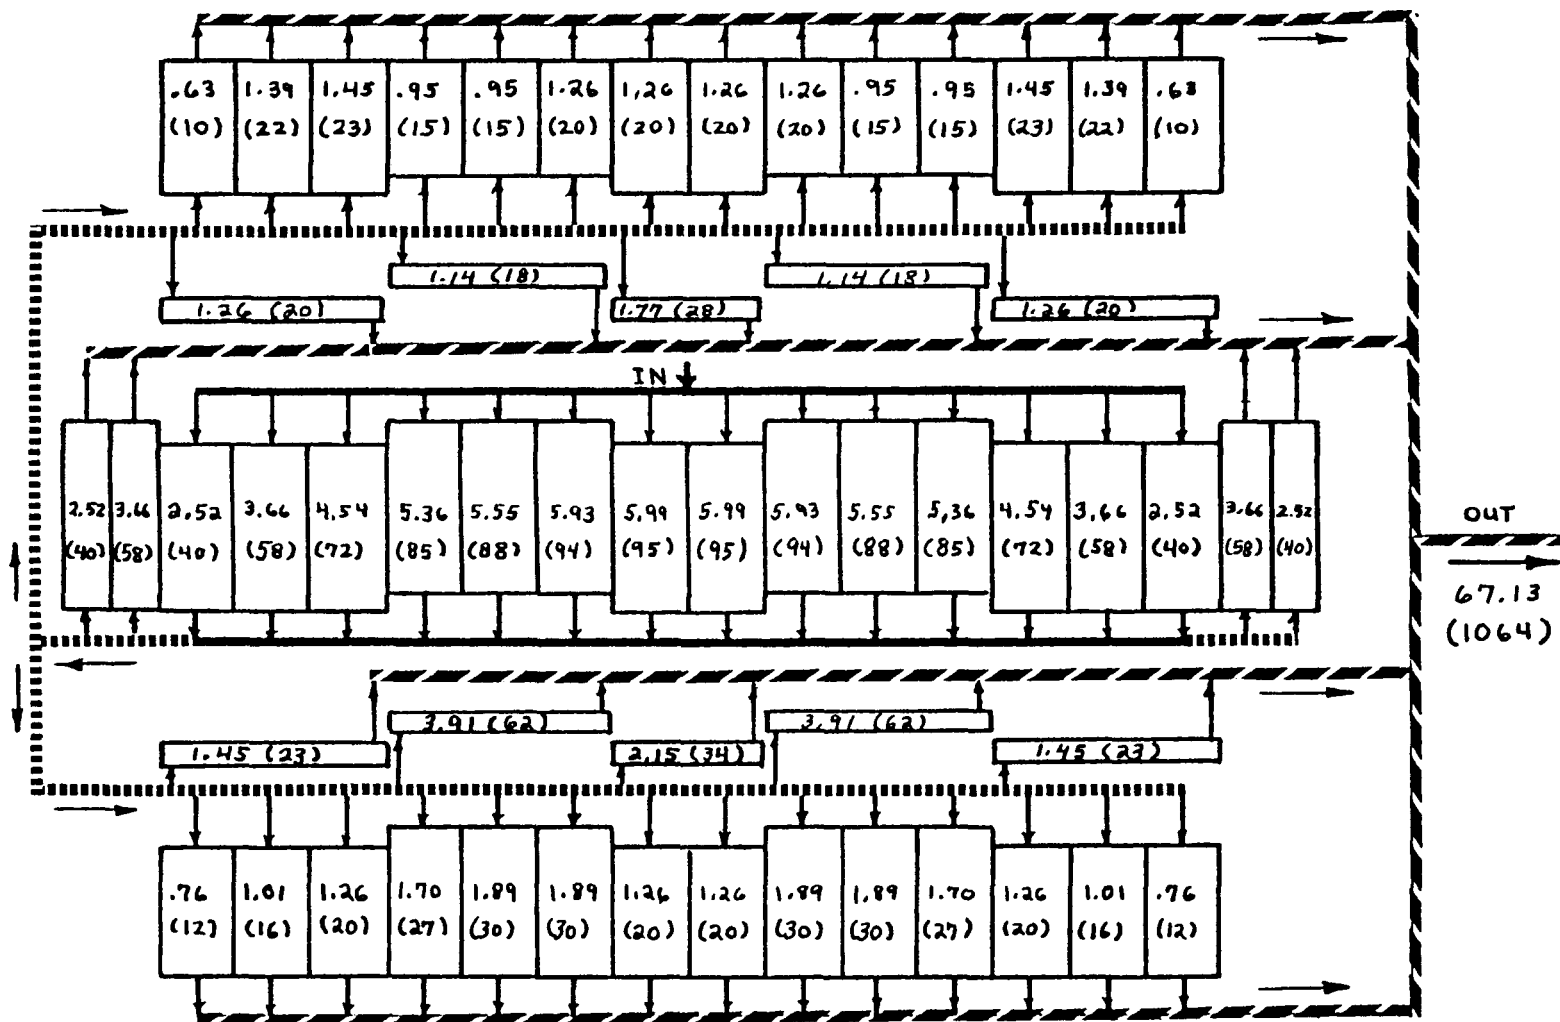 .63 1.39 1.45 .95 .95 1.26 1,26 1.26 1.26 .95 .95 1.45 1.39 .63
(10) (22) (23) (15) (15) (20) (20) (20) (20) (15) (15) (23) (22) (10)
1.14 (18) 1.14 (18)
1.26 (20) 1.77 (28) 1.26 (20)
IN
2.52 3.66 2.52 3.66 4.54 5.36 5.55 5.93 5.99 5.99 5.93 5.55 5,36 4.54 3,66 2,52 3.66 2.52
(40) (58) (40) (58) (72) (85) (88) (94) (95) (95) (94) (88) (85) (72) (58) (40) (58) (40)
OUT
67.13
(1064)
3.91 (62) 3.91 (62)
1.45 (23) 2.15 (34) 1.45 (23)
.76 1.01 1.26 1.70 1.89 1.89 1.26 1.26 1.89 1.89 1.70 1.26 1.01 .76
(12) (16) (20) (27) (30) (30) (20) (20) (30) (30) (27) (20) (16) (12)